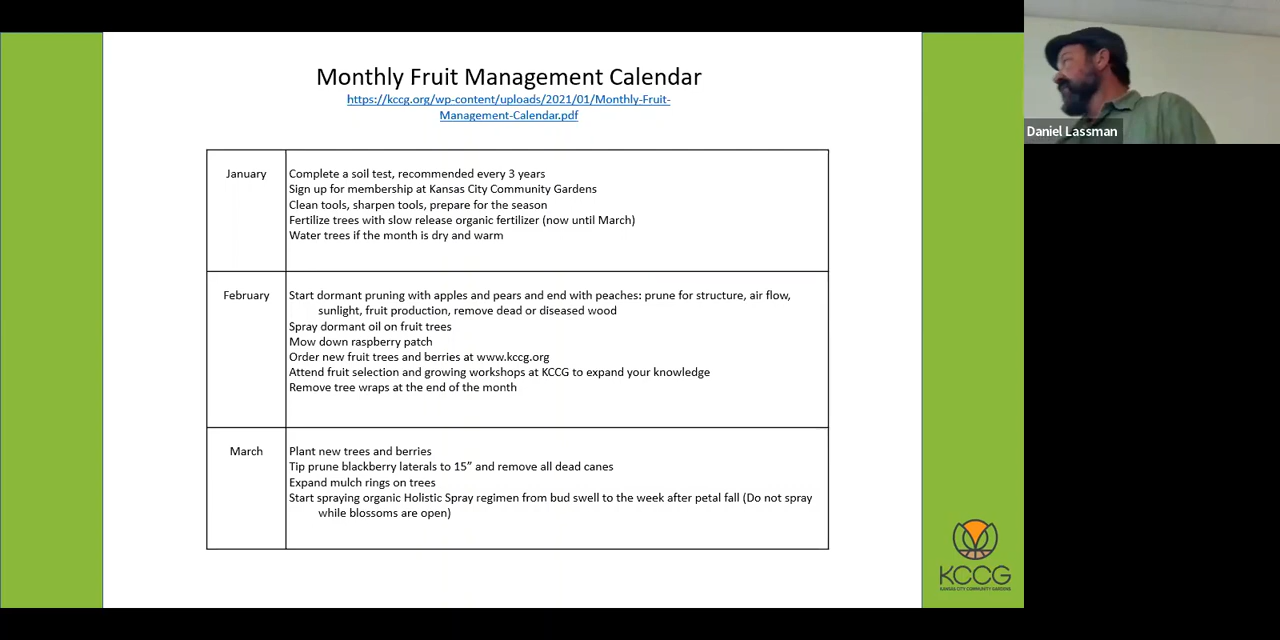 Monthly Fruit Management Calendar
https://kccg.org/wp-content/uploads/2021/01/Monthly-Fruit-
Management-Calendar.pdf
January
Complete a soil test, recommended every 3 years
Sign up for membership at Kansas City Community Gardens
Clean tools, sharpen tools, prepare for the season
Fertilize trees with slow release organic fertilizer (now until March)
Water trees if the month is dry and warm
February
Start dormant pruning with apples and pears and end with peaches: prune for structure, air flow,
sunlight, fruit production, remove dead or diseased wood
Spray dormant oil on fruit trees
Mow down raspberry patch
Order new fruit trees and berries at www.kccg.org
Attend fruit selection and growing workshops at KCCG to expand your knowledge
Remove tree wraps at the end of the month
March
Plant new trees and berries
Tip prune blackberry laterals to 15” and remove all dead canes
Expand mulch rings on trees
Start spraying organic Holistic Spray regimen from bud swell to the week after petal fall (Do not spray
while blossoms are open)
KCCG
KANSAS CITY COMMUNITY GARDENS
Daniel Lassman